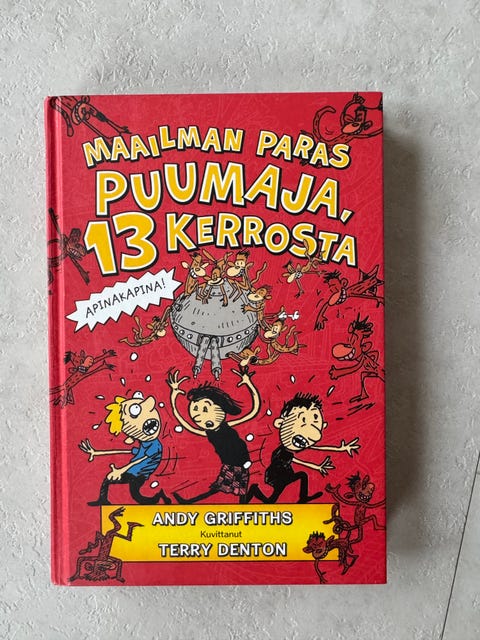 MAAILMAN PARAS
PUUMAJA,
13 KERROSTA
APINAKAPINA!
ANDY GRIFFITHS
Kuvittanut
TERRY DENTON